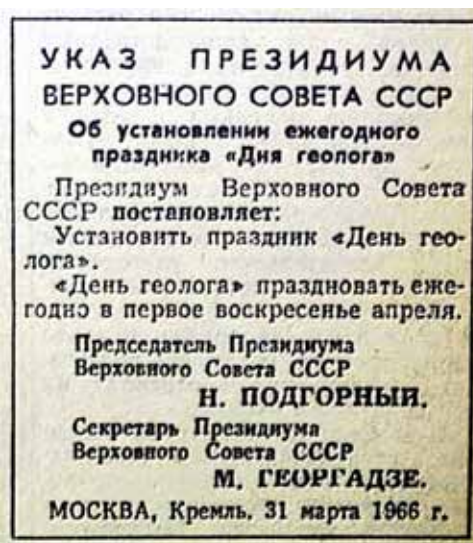 УКАЗ ПРЕЗИДИУМА
ВЕРХОВНОГО СОВЕТА СССР
Об установлении ежегодного
праздника «Дня геолога»
Президиум Верховного Совета
СССР постановляет:
Установить праздник «День гео-
лога».
«День геолога» праздновать еже-
годно в первое воскресенье апреля.
Председатель Президиума
Верховного Совета СССР
Н. ПОДГОРНЫЙ.
Секретарь Президиума
Верховного Совета СССР
М. ГЕОРГАДЗЕ.
МОСКВА, Кремль. 31 марта 1966 г.